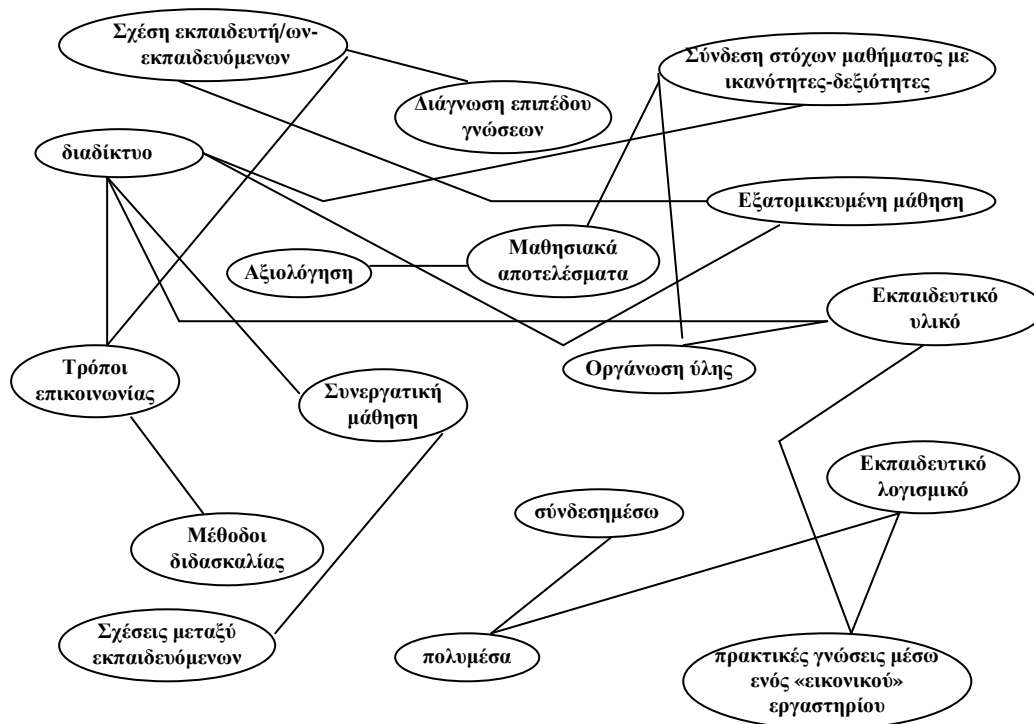 Σχέση εκπαιδευτή/ων-
εκπαιδευόμενων
Σύνδεση στόχων μαθήματος με
ικανότητες-δεξιότητες
Διάγνωση επιπέδου
γνώσεων
διαδίκτυο
Εξατομικευμένη μάθηση
Μαθησιακά
αποτελέσματα
Αξιολόγηση
Εκπαιδευτικό
υλικό
Τρόποι
επικοινωνίας
Οργάνωση ύλης
Συνεργατική
μάθηση
Εκπαιδευτικό
λογισμικό
σύνδεσημέσω
Μέθοδοι
διδασκαλίας
Σχέσεις μεταξύ
εκπαιδευόμενων
πολυμέσα
πρακτικές γνώσεις μέσω
ενός «εικονικού»
εργαστηρίου